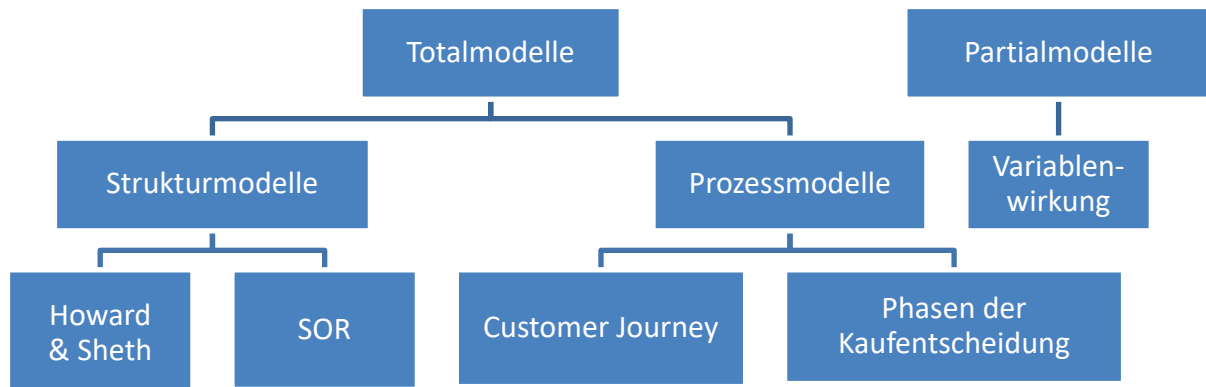 Totalmodelle
Partialmodelle
Strukturmodelle
Prozessmodelle
Variablen-
wirkung
Howard
& Sheth
SOR
Customer Journey
Phasen der
Kaufentscheidung